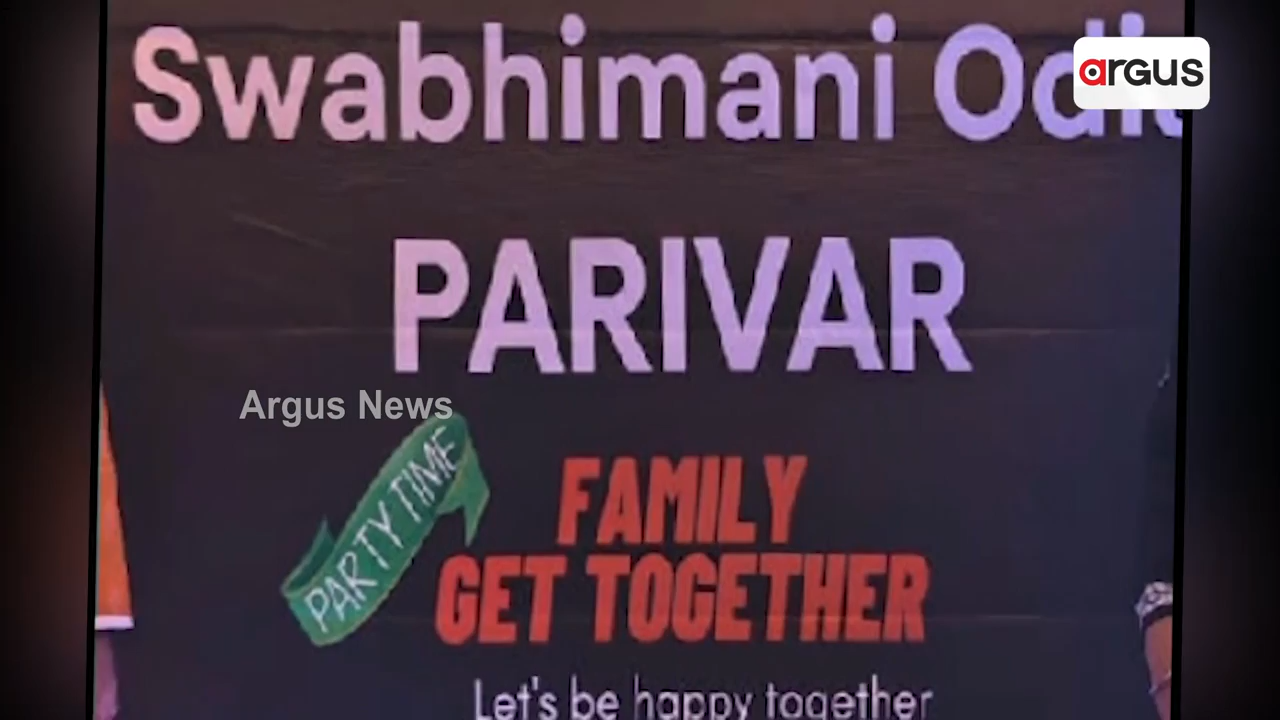 Swabhimani
argus
PARIVAR
Argus News
PARTY TIME
FAMILY
GET TOGETHER
Let's be happy together